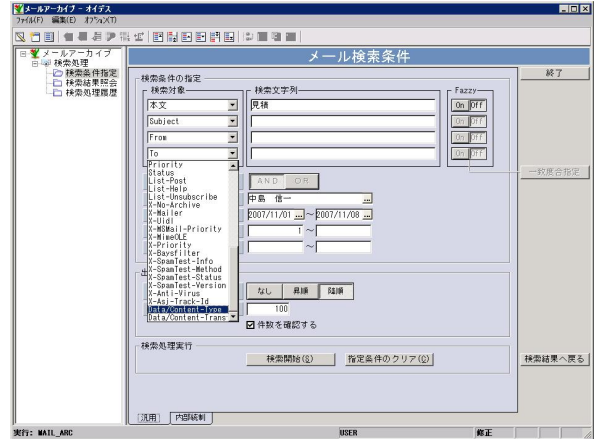 メールアーカイブ - オイデス
ファイル(F) 編集(E) オプション(T)
メールアーカイブ
検索処理
検索条件指定
検索結果照会
検索処理履歴
メール検索条件
終了
検索条件の指定
検索対象
検索文字列
Fazzy
本文
見積
On Off
Subject
On Off
From
On Off
To
On Off
一致度合指定
Priority
Status
List-Post
List-Help
List-Unsubscribe
X-No-Archive
X-Mailer
X-Uidl
X-MSMail-Priority
X-MimeOLE
X-Priority
X-Baysfilter
X-SpamTest-Info
X-SpamTest-Method
X-SpamTest-Status
X-SpamTest-Version
X-Anti-Virus
X-Asj-Track-Id
Data/Content-Type
Data/Content-Trans
AND OR
中島 信一 ...
2007/11/01 ... ～ 2007/11/08 ...
1 ～
～
なし 昇順 降順
100
件数を確認する
検索処理実行
検索開始(S) 指定条件のクリア(C)
検索結果へ戻る
汎用 内部統制
実行: MAIL_ARC USER 修正